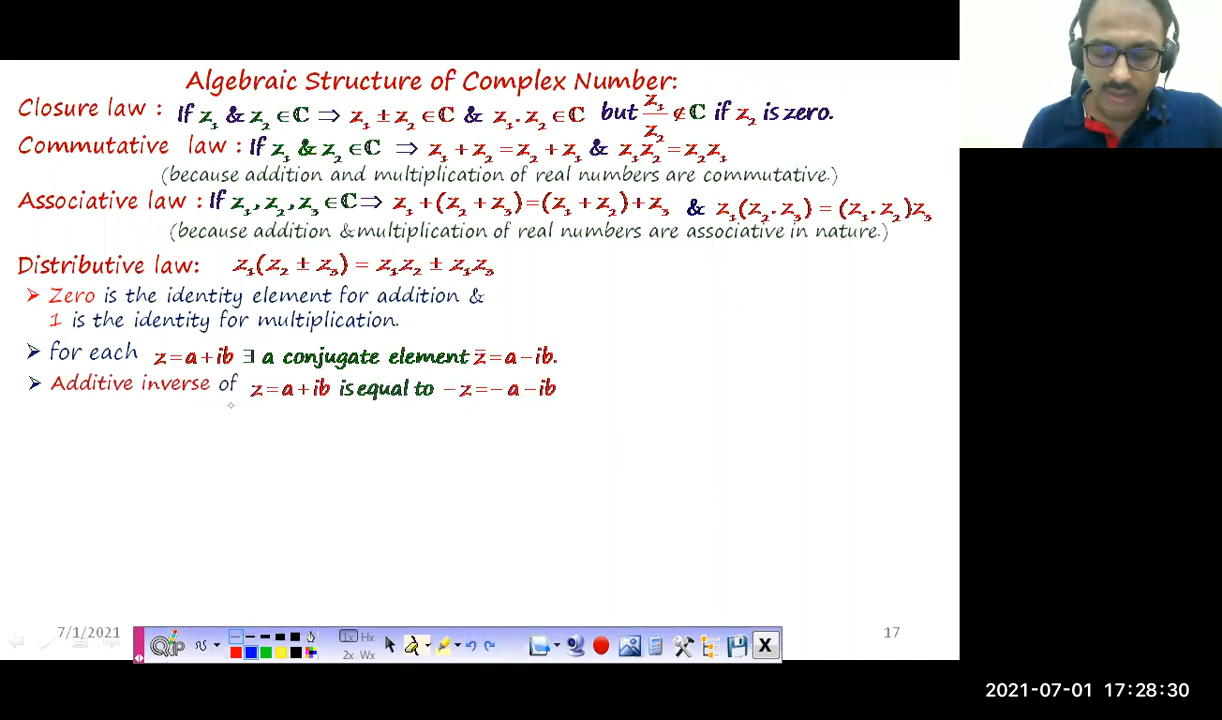 Algebraic Structure of Complex Number:
Closure law : If z₁ & z₂ ∈ ℂ ⇒ z₁ ± z₂ ∈ ℂ & z₁.z₂ ∈ ℂ but z₁/z₂ ∉ ℂ if z₂ is zero.
Commutative law : If z₁ & z₂ ∈ ℂ ⇒ z₁ + z₂ = z₂ + z₁ & z₁z₂ = z₂z₁
(because addition and multiplication of real numbers are commutative.)
Associative law : If z₁, z₂, z₃ ∈ ℂ ⇒ z₁ + (z₂ + z₃) = (z₁ + z₂) + z₃ & z₁(z₂.z₃) = (z₁.z₂)z₃
(because addition & multiplication of real numbers are associative in nature.)
Distributive law: z₁(z₂ ± z₃) = z₁z₂ ± z₁z₃
➢ Zero is the identity element for addition &
1 is the identity for multiplication.
➢ for each z = a + ib ∃ a conjugate element z̄ = a − ib.
➢ Additive inverse of z = a + ib is equal to − z = − a − ib
7/1/2021
17
1x Hx
2x Wx
X
2021-07-01 17:28:30